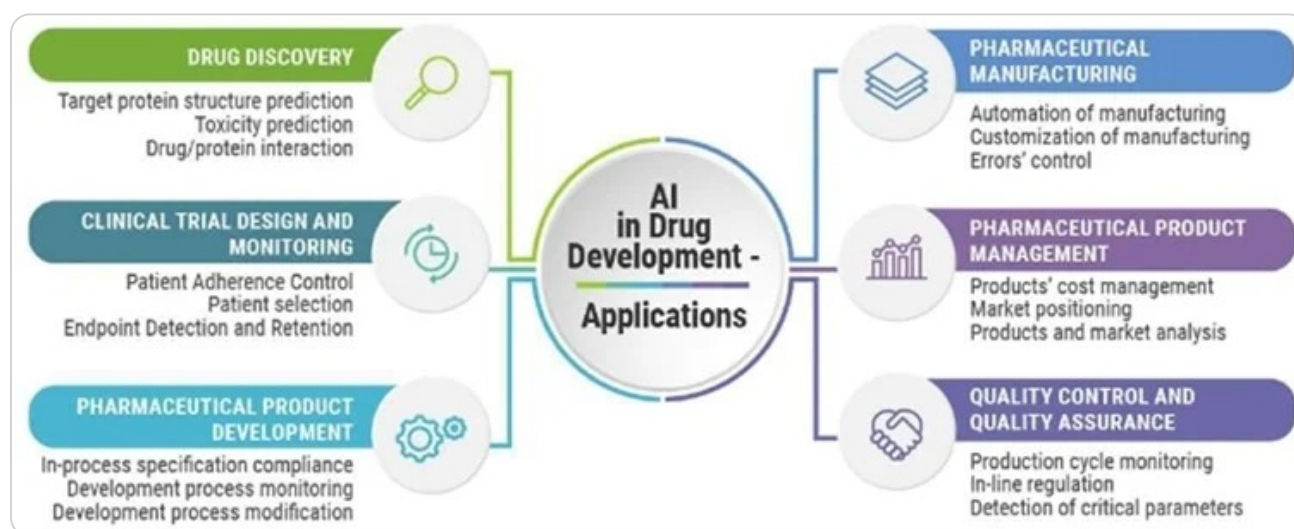 DRUG DISCOVERY
Target protein structure prediction
Toxicity prediction
Drug/protein interaction
CLINICAL TRIAL DESIGN AND
MONITORING
Patient Adherence Control
Patient selection
Endpoint Detection and Retention
PHARMACEUTICAL PRODUCT
DEVELOPMENT
In-process specification compliance
Development process monitoring
Development process modification
AI
in Drug
Development -
Applications
PHARMACEUTICAL
MANUFACTURING
Automation of manufacturing
Customization of manufacturing
Errors' control
PHARMACEUTICAL PRODUCT
MANAGEMENT
Products' cost management
Market positioning
Products and market analysis
QUALITY CONTROL AND
QUALITY ASSURANCE
Production cycle monitoring
In-line regulation
Detection of critical parameters